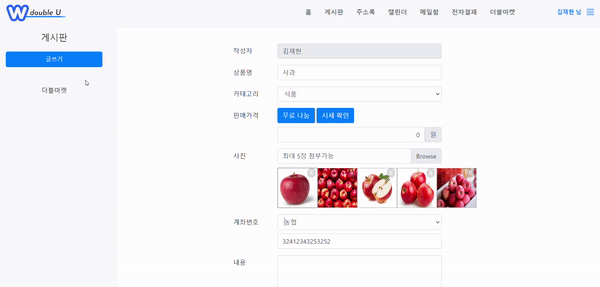 W double U
홈 게시판 주소록 캘린더 메일함 전자결재 더블마켓 김재현 님
게시판
글쓰기
더블마켓
작성자 김재현
상품명 사과
카테고리 식품
판매가격 무료 나눔 시세 확인
0 원
사진 최대 5장 첨부가능 Browse
계좌번호 농협
32412343253252
내용